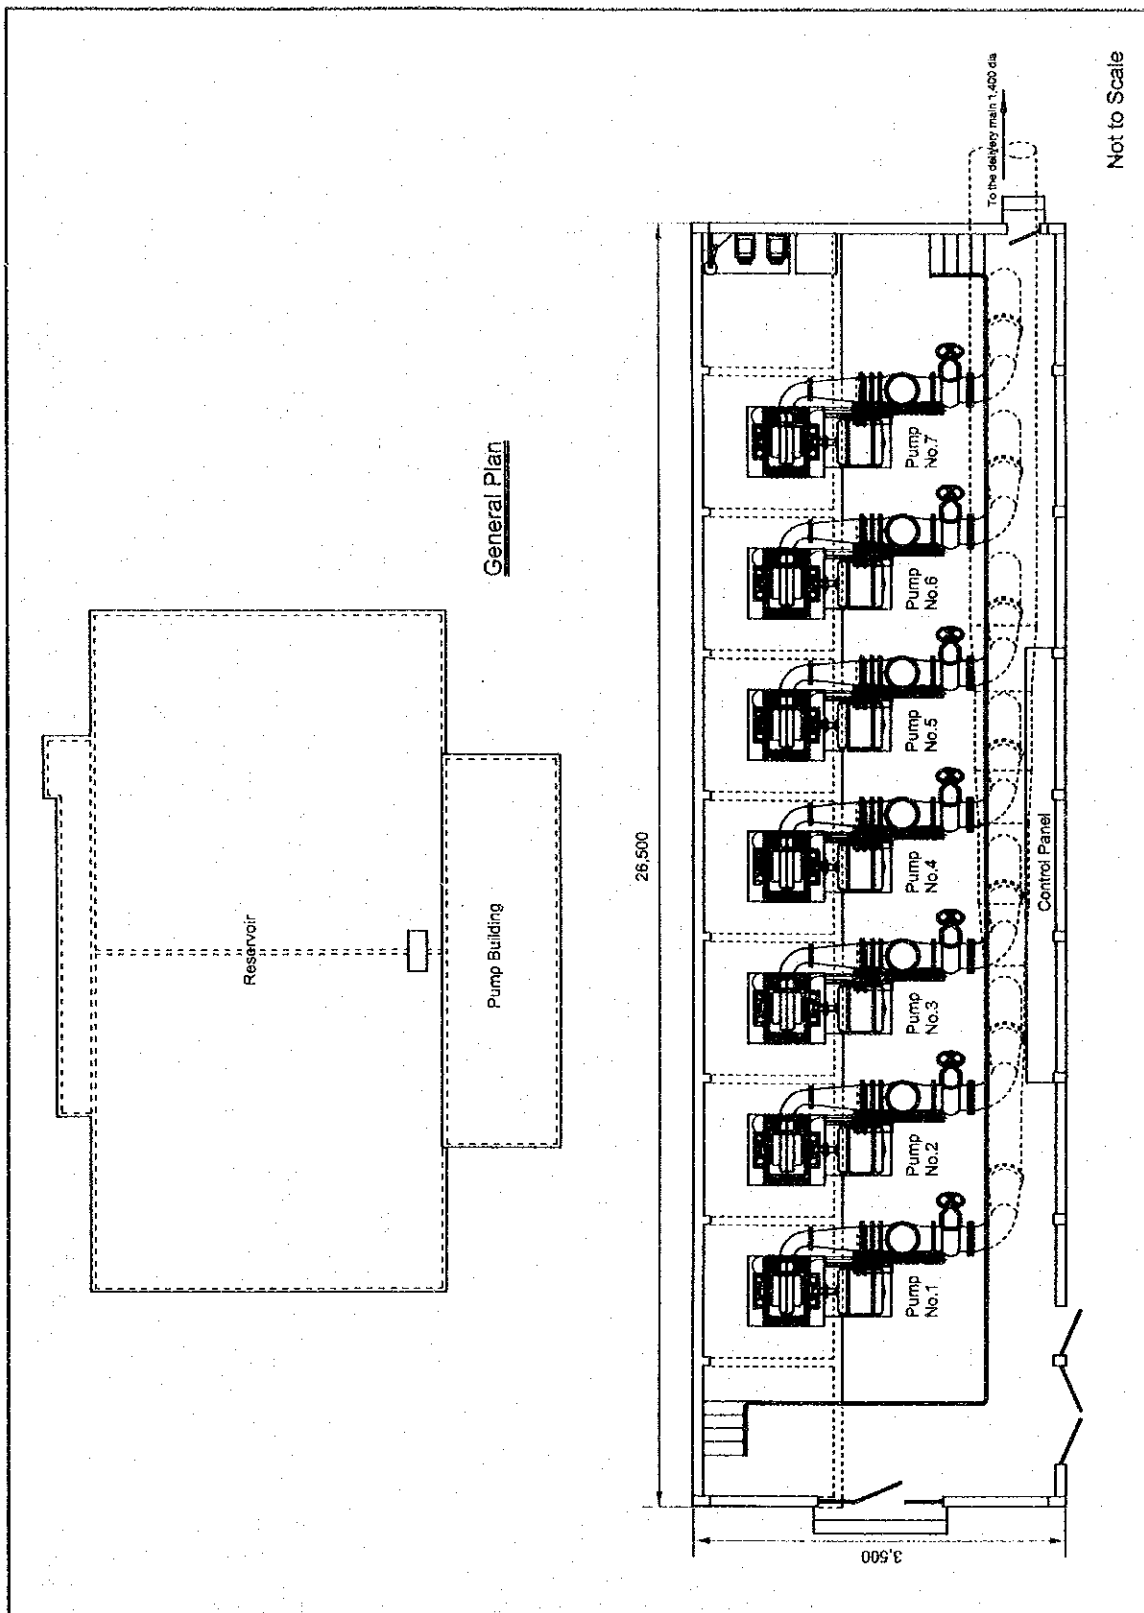 Reservoir
Pump Building
General Plan
26,500
3,500
Pump
No.1
Pump
No.2
Pump
No.3
Pump
No.4
Pump
No.5
Pump
No.6
Pump
No.7
Control Panel
To the delivery main 1,400 dia
Not to Scale